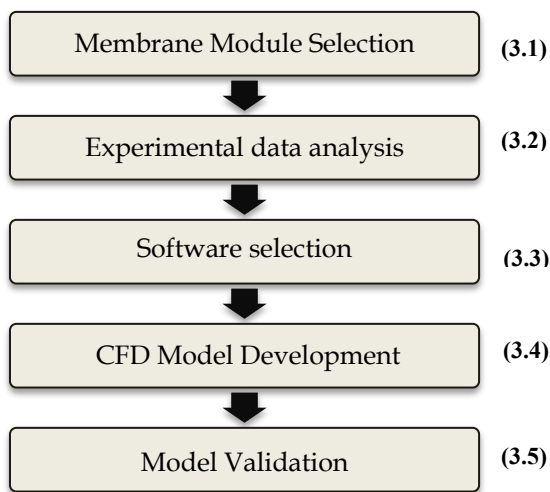 Membrane Module Selection (3.1)
Experimental data analysis (3.2)
Software selection (3.3)
CFD Model Development (3.4)
Model Validation (3.5)